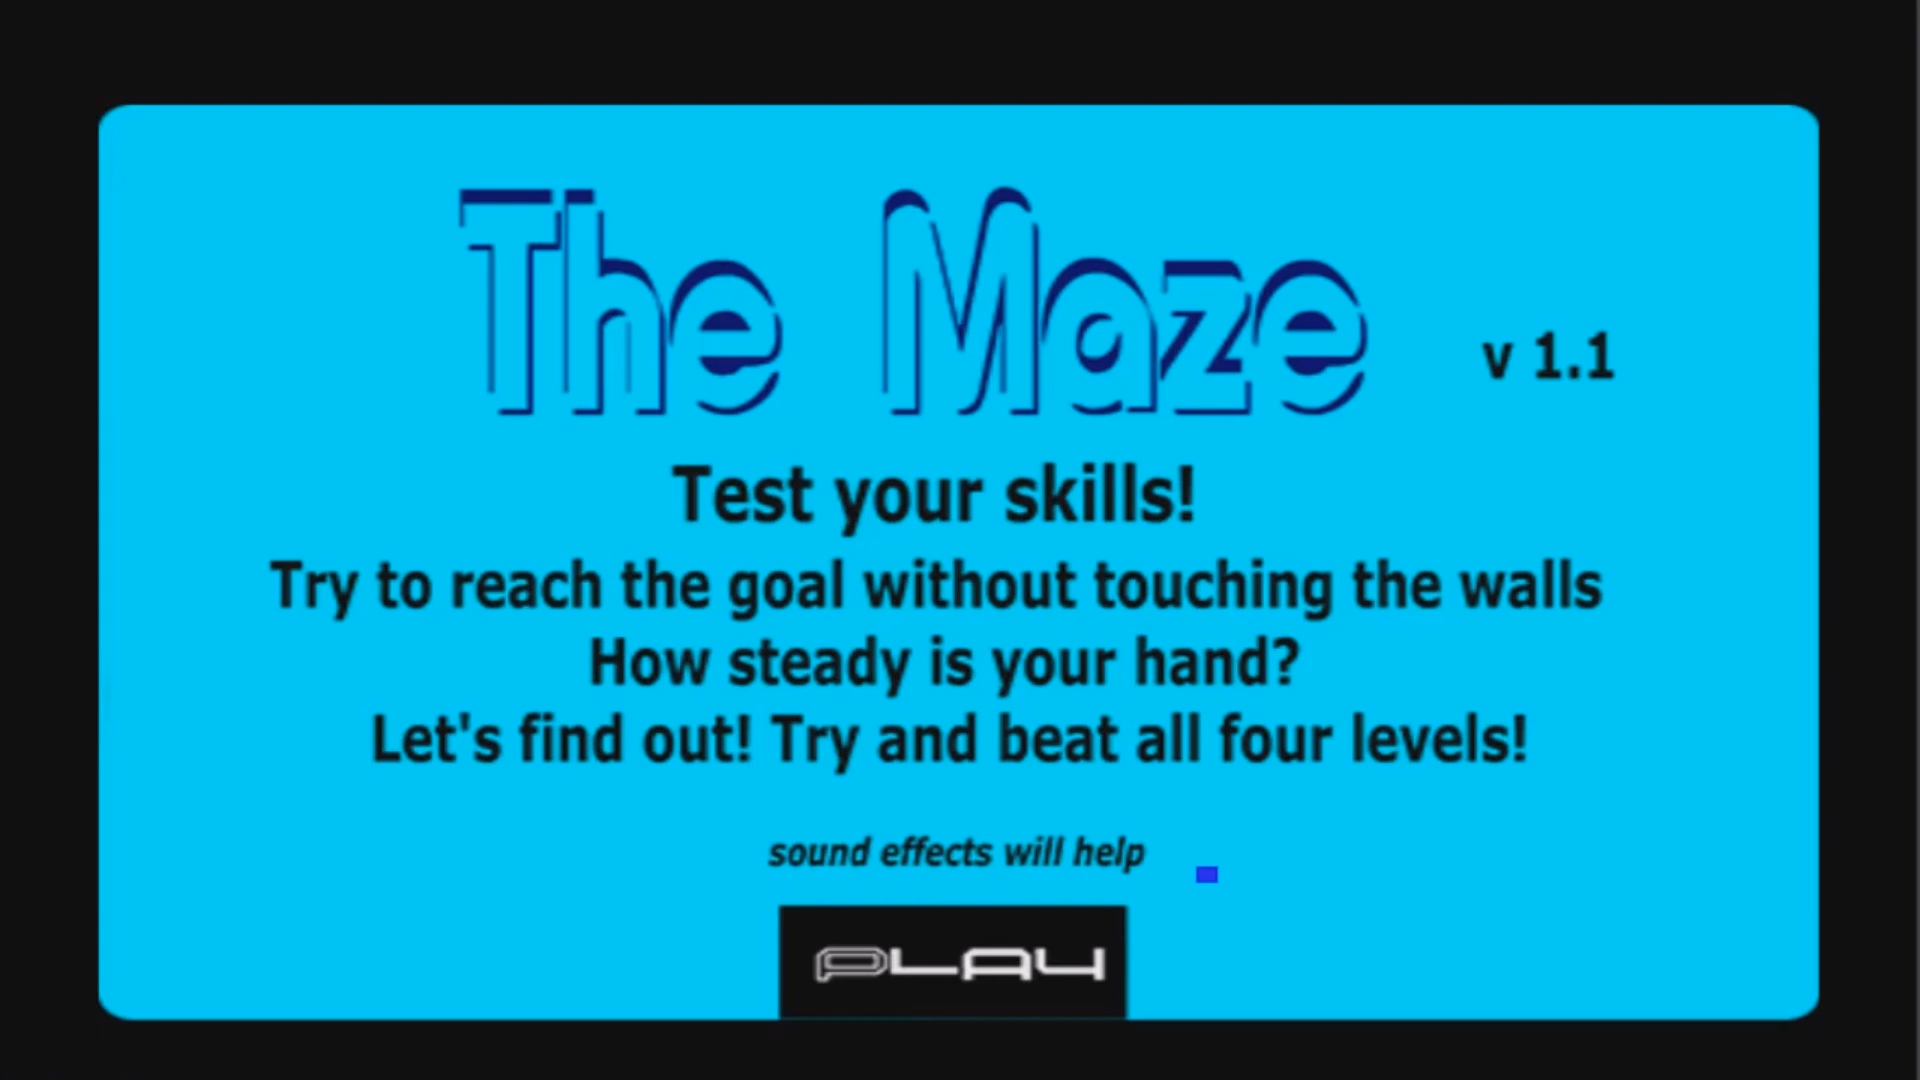 The Maze
v 1.1
Test your skills!
Try to reach the goal without touching the walls
How steady is your hand?
Let's find out! Try and beat all four levels!
sound effects will help
PLAY